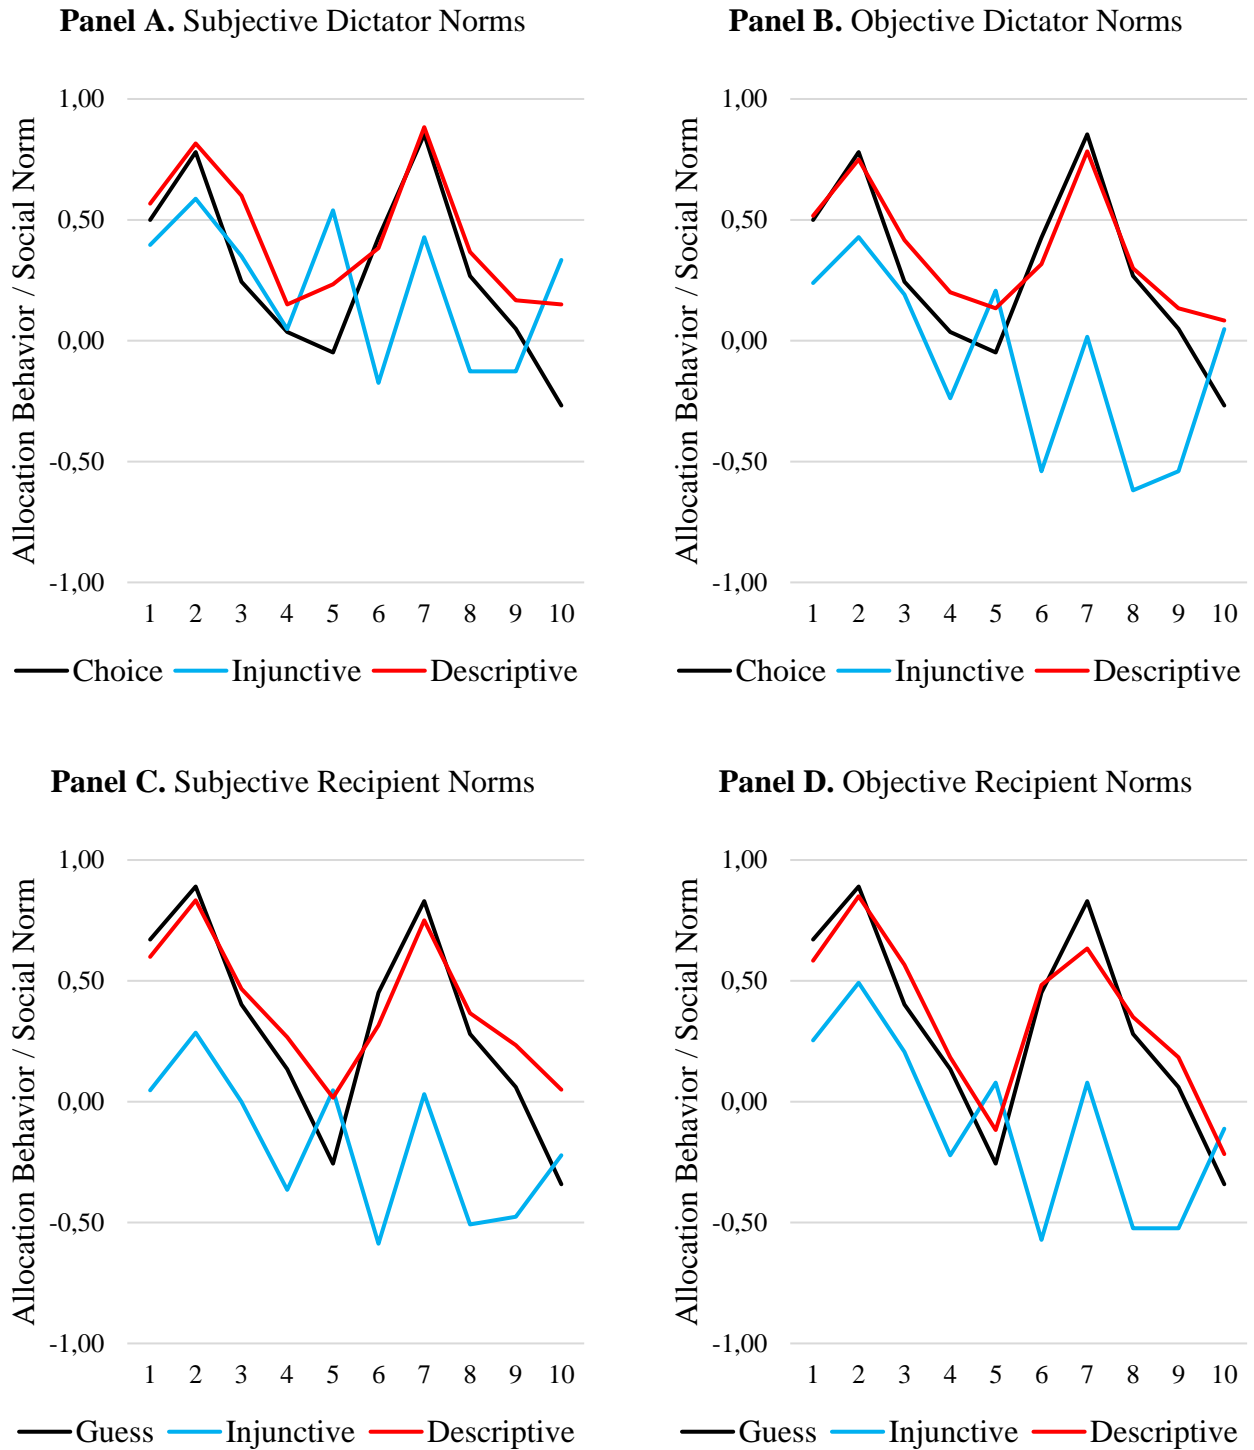 Panel A. Subjective Dictator Norms
Allocation Behavior / Social Norm
1,00
0,50
0,00
-0,50
-1,00
1 2 3 4 5 6 7 8 9 10
Choice Injunctive Descriptive
Panel B. Objective Dictator Norms
Allocation Behavior / Social Norm
1,00
0,50
0,00
-0,50
-1,00
1 2 3 4 5 6 7 8 9 10
Choice Injunctive Descriptive
Panel C. Subjective Recipient Norms
Allocation Behavior / Social Norm
1,00
0,50
0,00
-0,50
-1,00
1 2 3 4 5 6 7 8 9 10
Guess Injunctive Descriptive
Panel D. Objective Recipient Norms
Allocation Behavior / Social Norm
1,00
0,50
0,00
-0,50
-1,00
1 2 3 4 5 6 7 8 9 10
Guess Injunctive Descriptive